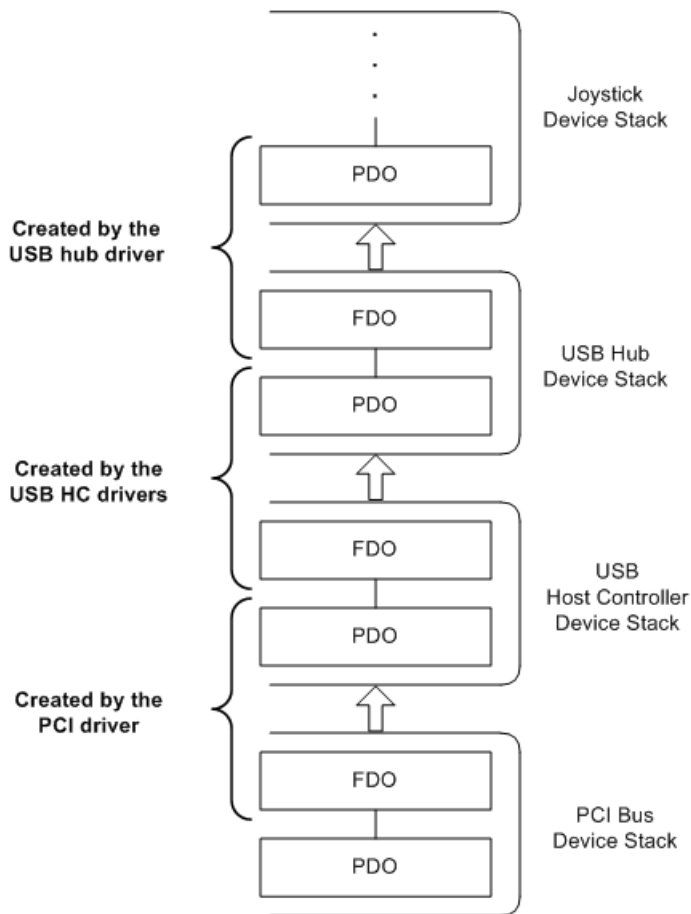 Joystick
Device Stack
PDO
Created by the
USB hub driver
FDO
USB Hub
Device Stack
PDO
Created by the
USB HC drivers
FDO
USB
Host Controller
Device Stack
PDO
Created by the
PCI driver
FDO
PCI Bus
Device Stack
PDO